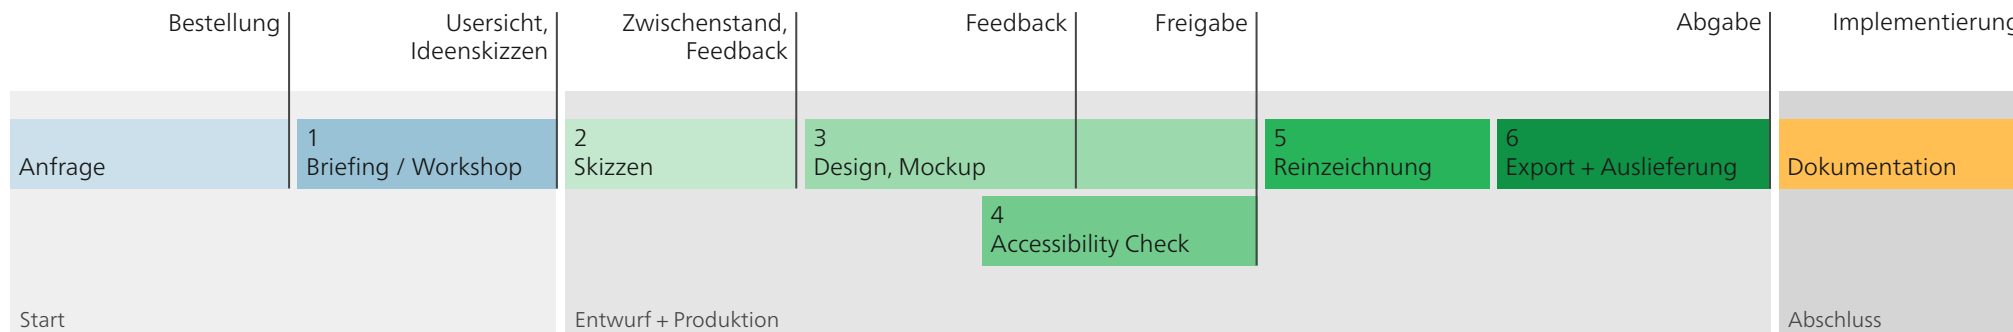 Bestellung
Usersicht,
Ideenskizzen
Zwischenstand,
Feedback
Feedback
Freigabe
Abgabe
Implementierung
Anfrage
1
Briefing / Workshop
2
Skizzen
3
Design, Mockup
5
Reinzeichnung
6
Export + Auslieferung
Dokumentation
4
Accessibility Check
Start
Entwurf + Produktion
Abschluss